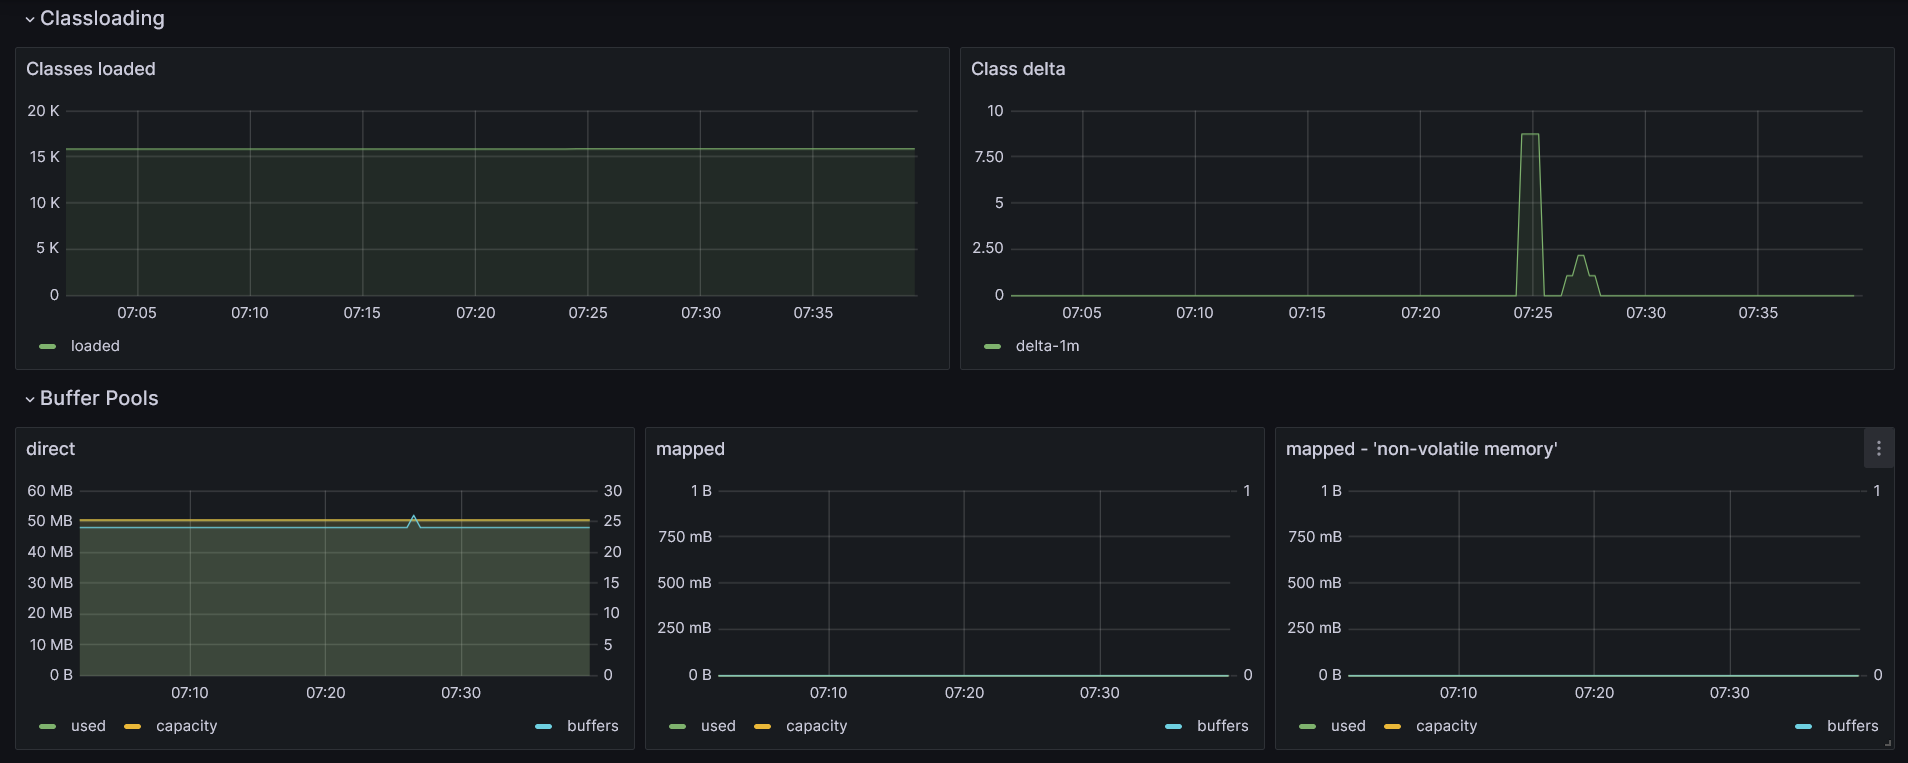 Classloading
Classes loaded
20 K
15 K
10 K
5 K
0
07:05 07:10 07:15 07:20 07:25 07:30 07:35
loaded
Class delta
10
7.50
5
2.50
0
07:05 07:10 07:15 07:20 07:25 07:30 07:35
delta-1m
Buffer Pools
direct
60 MB 30
50 MB 25
40 MB 20
30 MB 15
20 MB 10
10 MB 5
0 B 0
07:10 07:20 07:30
used capacity buffers
mapped
1 B 1
750 mB
500 mB
250 mB
0 B 0
07:10 07:20 07:30
used capacity buffers
mapped - 'non-volatile memory'
1 B 1
750 mB
500 mB
250 mB
0 B 0
07:10 07:20 07:30
used capacity buffers